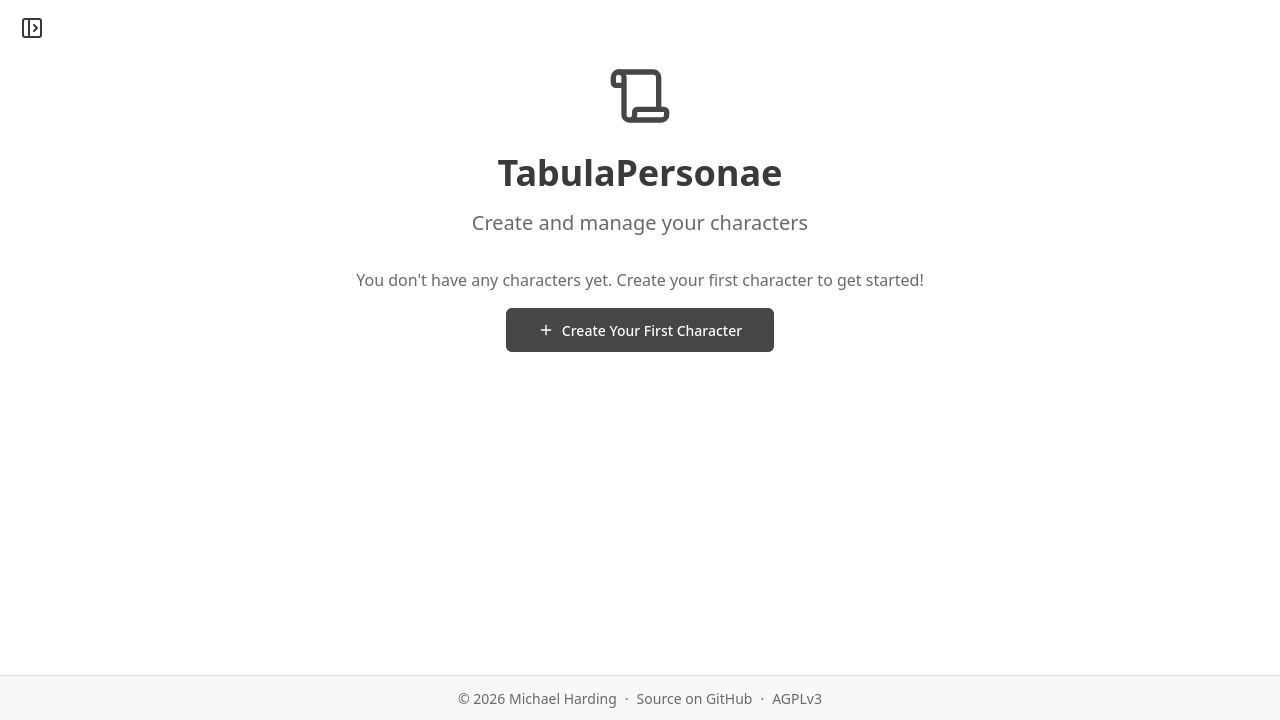 TabulaPersonae
Create and manage your characters
You don't have any characters yet. Create your first character to get started!
Create Your First Character
© 2026 Michael Harding · Source on GitHub · AGPLv3